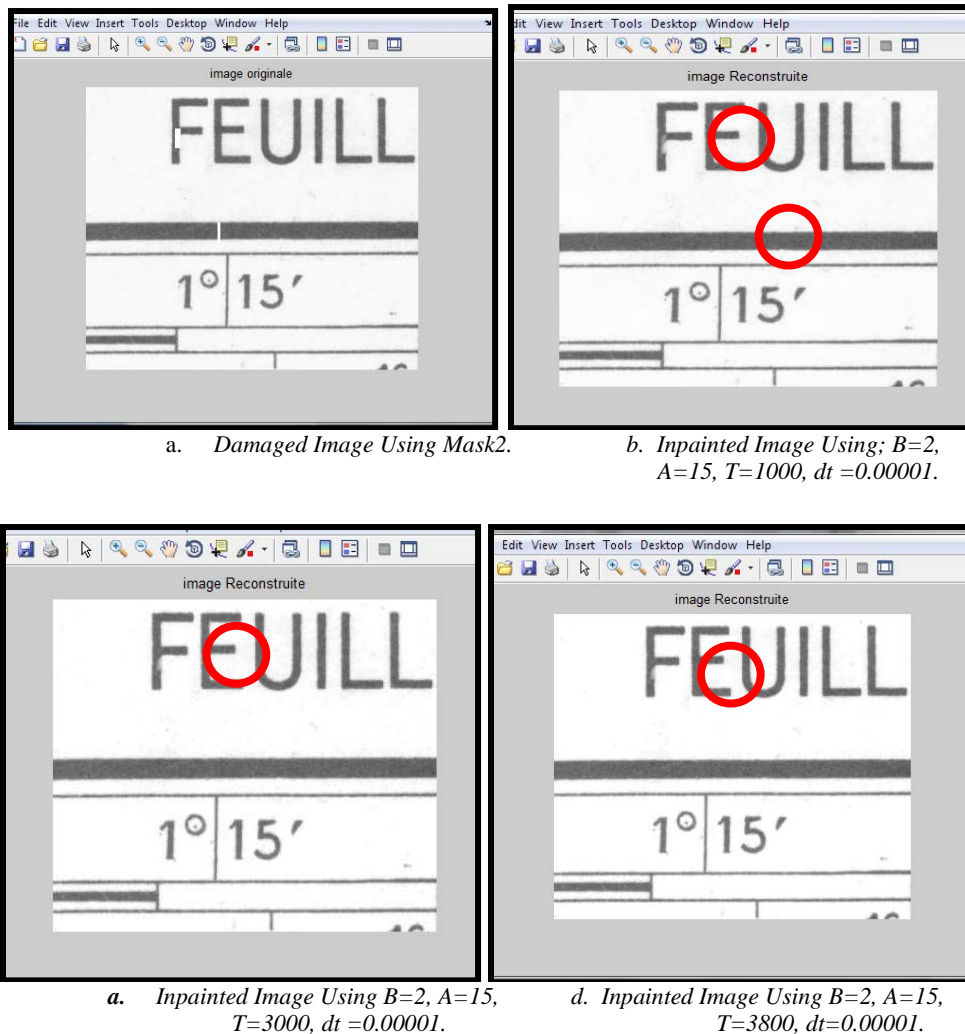 File Edit View Insert Tools Desktop Window Help
image originale
FEUILL
1° 15′
a. Damaged Image Using Mask2.
dit View Insert Tools Desktop Window Help
image Reconstruite
FEUILL
1° 15′
b. Inpainted Image Using; B=2,
A=15, T=1000, dt =0.00001.
image Reconstruite
FEUILL
1° 15′
a. Inpainted Image Using B=2, A=15,
T=3000, dt =0.00001.
Edit View Insert Tools Desktop Window Help
image Reconstruite
FEUILL
1° 15′
d. Inpainted Image Using B=2, A=15,
T=3800, dt=0.00001.